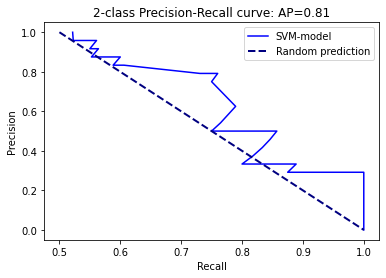 2-class Precision-Recall curve: AP=0.81
SVM-model
Random prediction
Precision
1.0
0.8
0.6
0.4
0.2
0.0
0.5
0.6
0.7
0.8
0.9
1.0
Recall